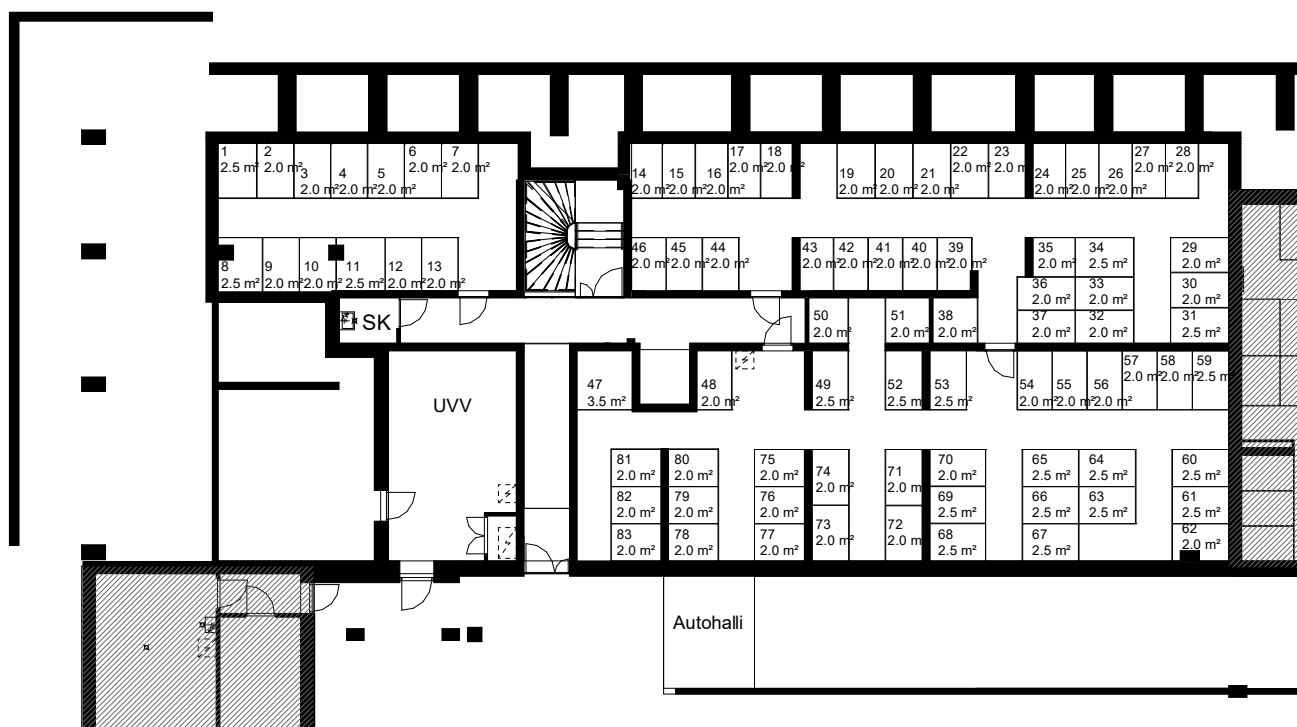 1
2.5 m²
2
2.0 m²
3
2.0 m²
4
2.0 m²
5
2.0 m²
6
2.0 m²
7
2.0 m²
14
2.0 m²
15
2.0 m²
16
2.0 m²
17
2.0 m²
18
2.0 m²
19
2.0 m²
20
2.0 m²
21
2.0 m²
22
2.0 m²
23
2.0 m²
24
2.0 m²
25
2.0 m²
26
2.0 m²
27
2.0 m²
28
2.0 m²
8
2.5 m²
9
2.0 m²
10
2.0 m²
11
2.5 m²
12
2.0 m²
13
2.0 m²
46
2.0 m²
45
2.0 m²
44
2.0 m²
43
2.0 m²
42
2.0 m²
41
2.0 m²
40
2.0 m²
39
2.0 m²
35
2.0 m²
34
2.5 m²
29
2.0 m²
36
2.0 m²
33
2.0 m²
30
2.0 m²
37
2.0 m²
32
2.0 m²
31
2.5 m²
SK
50
2.0 m²
51
2.0 m²
38
2.0 m²
UVV
47
3.5 m²
48
2.0 m²
49
2.5 m²
52
2.5 m²
53
2.5 m²
54
2.0 m²
55
2.0 m²
56
2.0 m²
57
2.0 m²
58
2.0 m²
59
2.5 m²
81
2.0 m²
80
2.0 m²
75
2.0 m²
74
2.0 m²
71
2.0 m²
70
2.0 m²
65
2.5 m²
64
2.5 m²
60
2.5 m²
82
2.0 m²
79
2.0 m²
76
2.0 m²
69
2.5 m²
66
2.5 m²
63
2.5 m²
61
2.5 m²
83
2.0 m²
78
2.0 m²
77
2.0 m²
73
2.0 m²
72
2.0 m²
68
2.5 m²
67
2.5 m²
62
2.0 m²
Autohalli